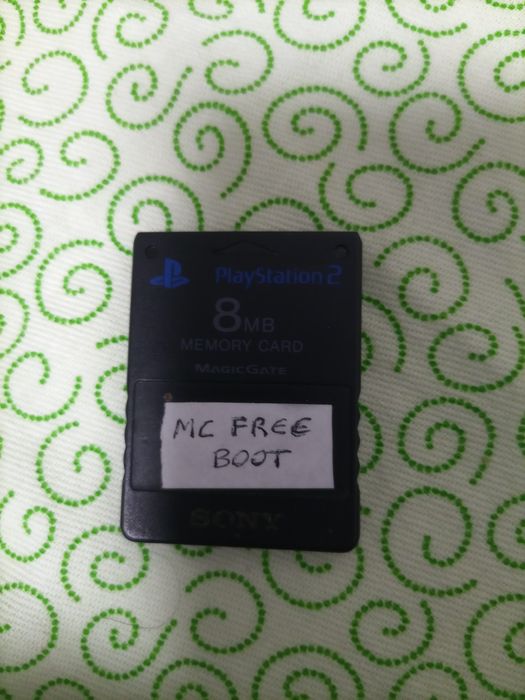 PlayStation 2
8MB
MEMORY CARD
MAGICGATE
MC FREE
BOOT
SONY